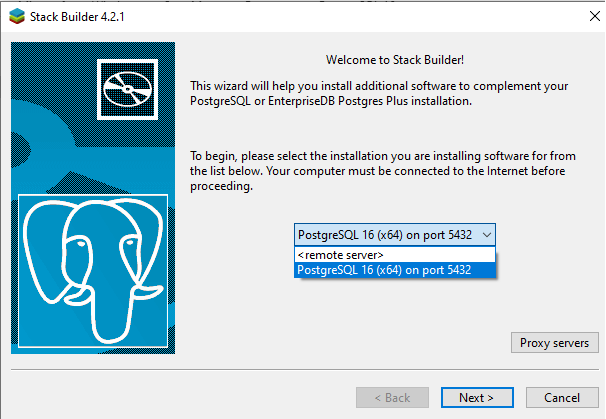 Stack Builder 4.2.1
Welcome to Stack Builder!
This wizard will help you install additional software to complement your
PostgreSQL or EnterpriseDB Postgres Plus installation.
To begin, please select the installation you are installing software for from
the list below. Your computer must be connected to the Internet before
proceeding.
PostgreSQL 16 (x64) on port 5432
<remote server>
PostgreSQL 16 (x64) on port 5432
Proxy servers
< Back
Next >
Cancel